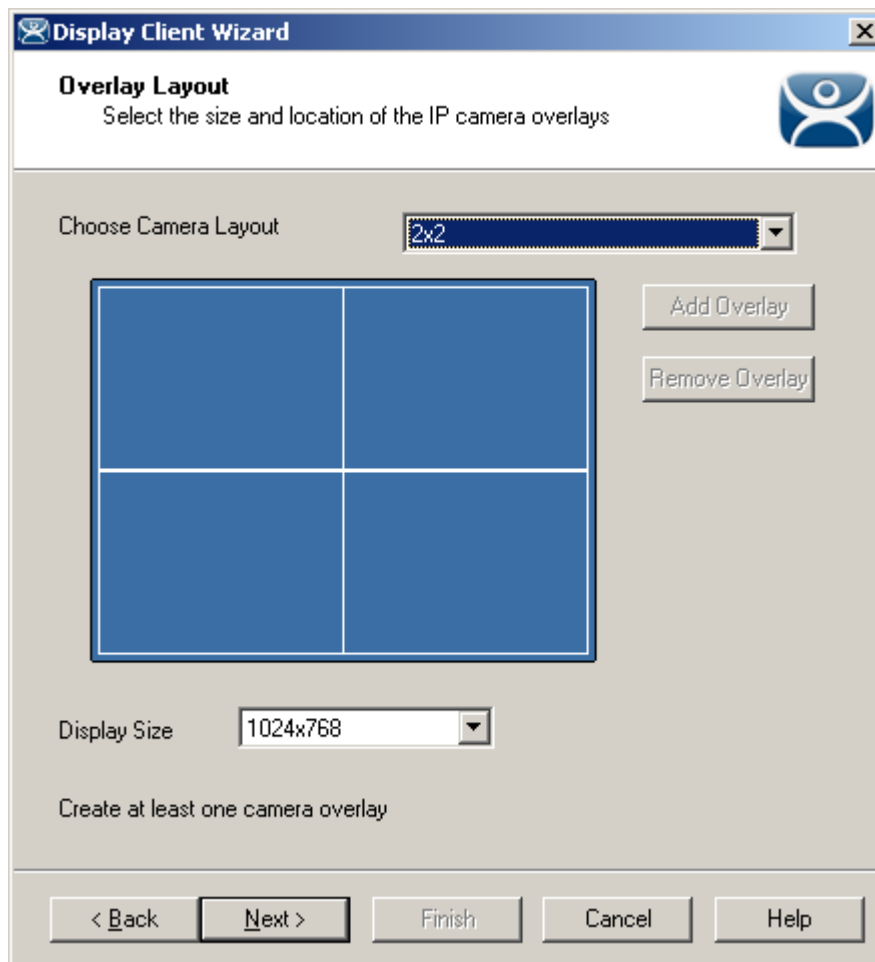 Display Client Wizard
Overlay Layout
Select the size and location of the IP camera overlays
Choose Camera Layout
2x2
Add Overlay
Remove Overlay
Display Size
1024x768
Create at least one camera overlay
< Back
Next >
Finish
Cancel
Help